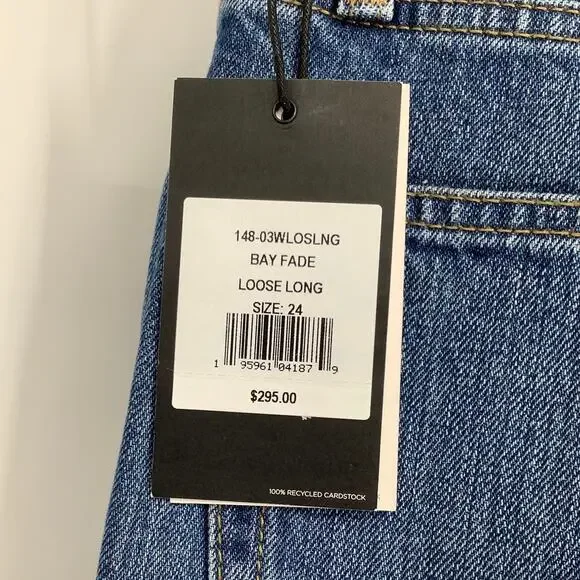 148-03WLOSLNG
BAY FADE
LOOSE LONG
SIZE: 24
1 95961 04187 9
$295.00
100% RECYCLED CARDSTOCK